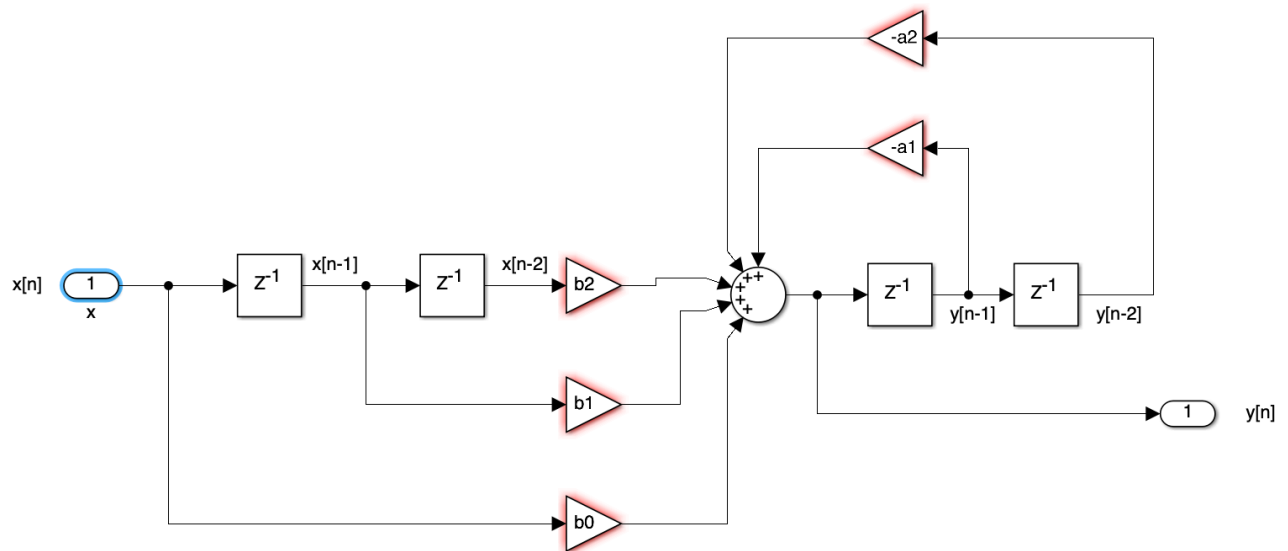 -a2
-a1
x[n]
1
x
z-1
x[n-1]
z-1
x[n-2]
b2
++
+
+
+
z-1
y[n-1]
z-1
y[n-2]
b1
1
y[n]
b0